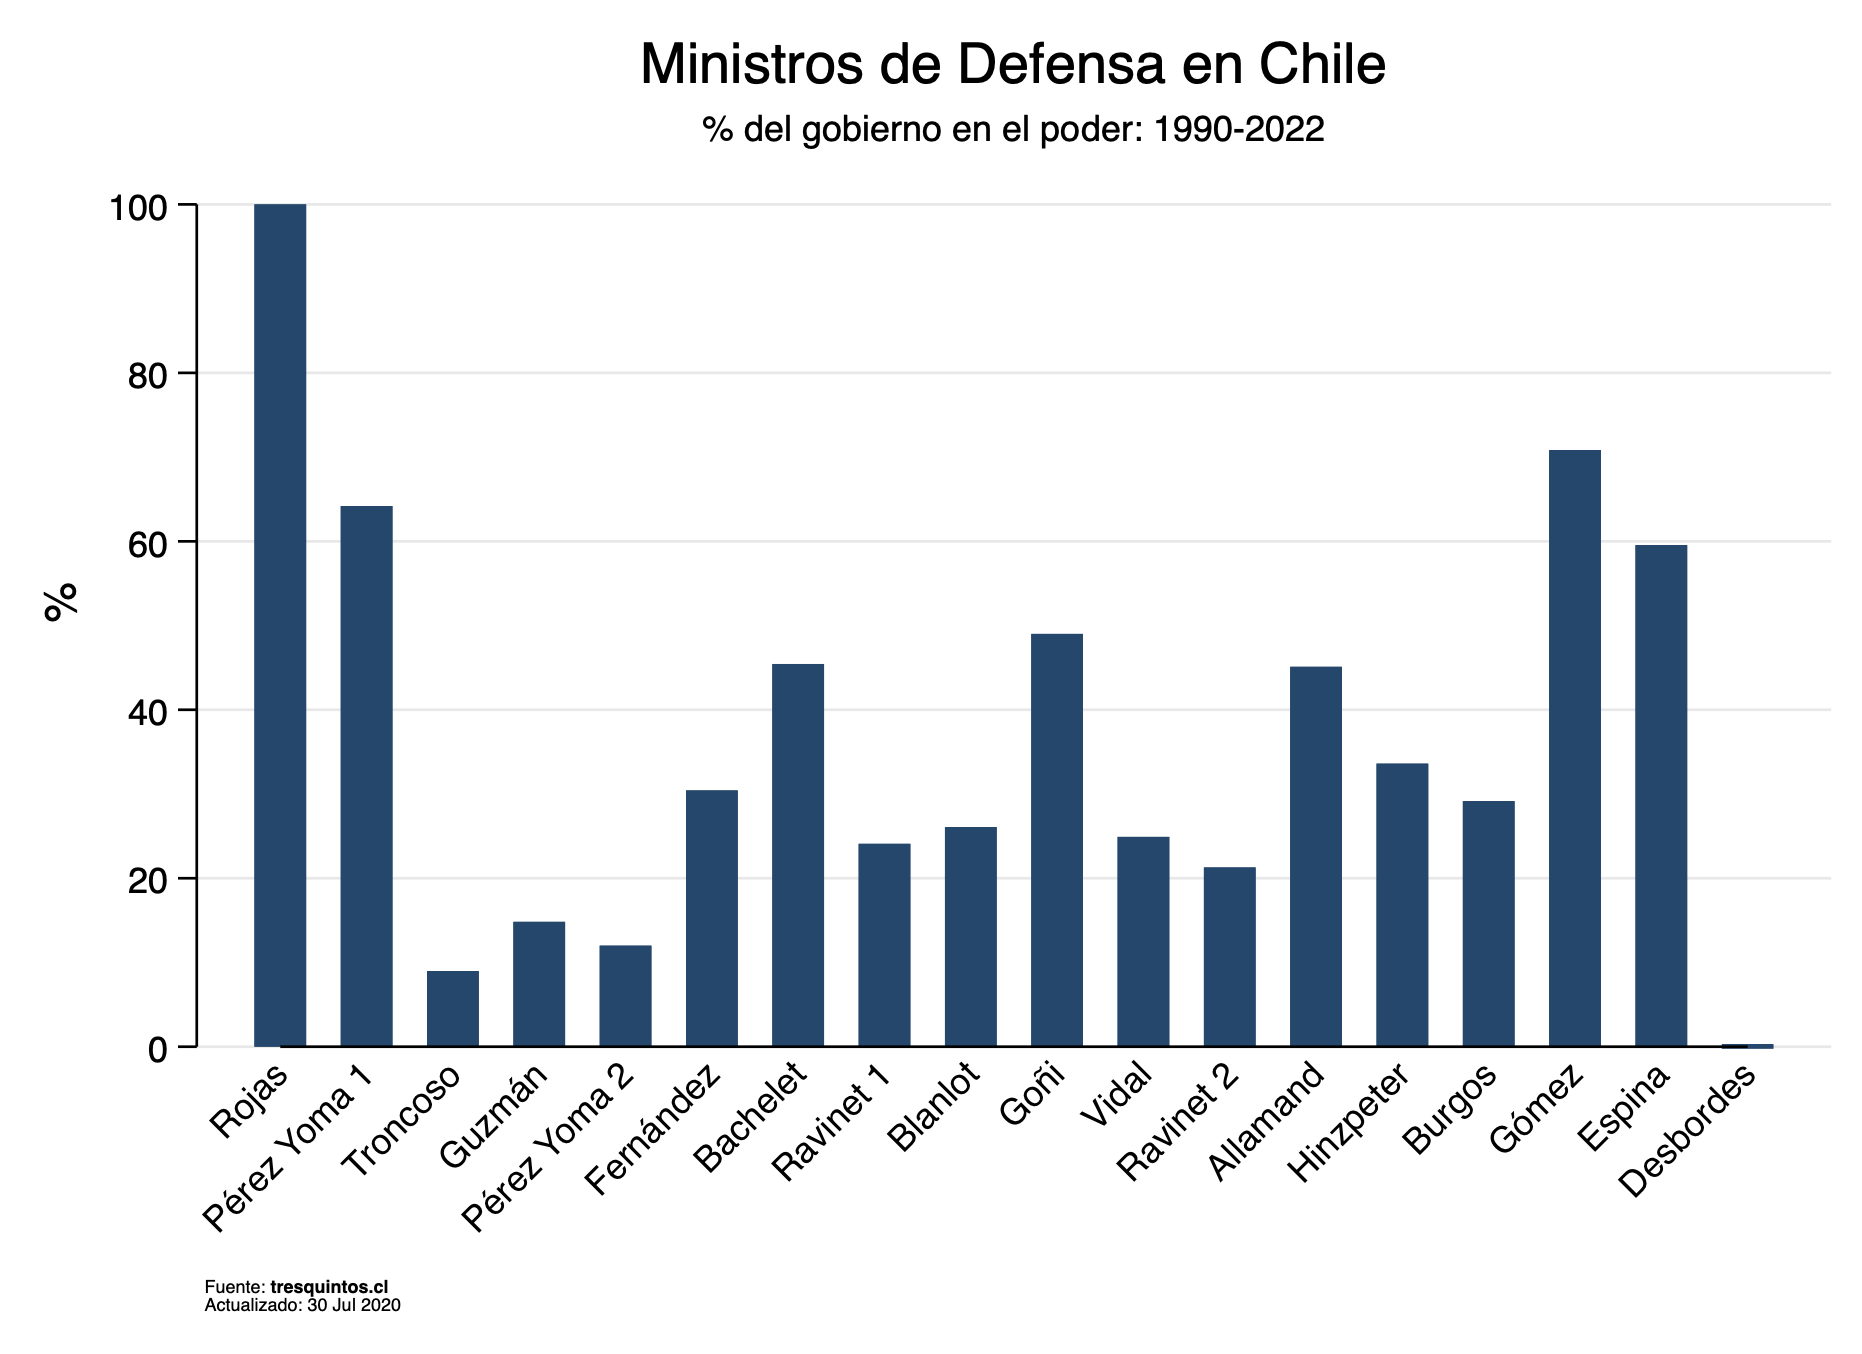 Ministros de Defensa en Chile
% del gobierno en el poder: 1990-2022
%
100
80
60
40
20
0
Rojas
Pérez Yoma 1
Troncoso
Guzmán
Pérez Yoma 2
Fernández
Bachelet
Ravinet 1
Blanlot
Goñi
Vidal
Ravinet 2
Allamand
Hinzpeter
Burgos
Gómez
Espina
Desbordes
Fuente: tresquintos.cl
Actualizado: 30 Jul 2020